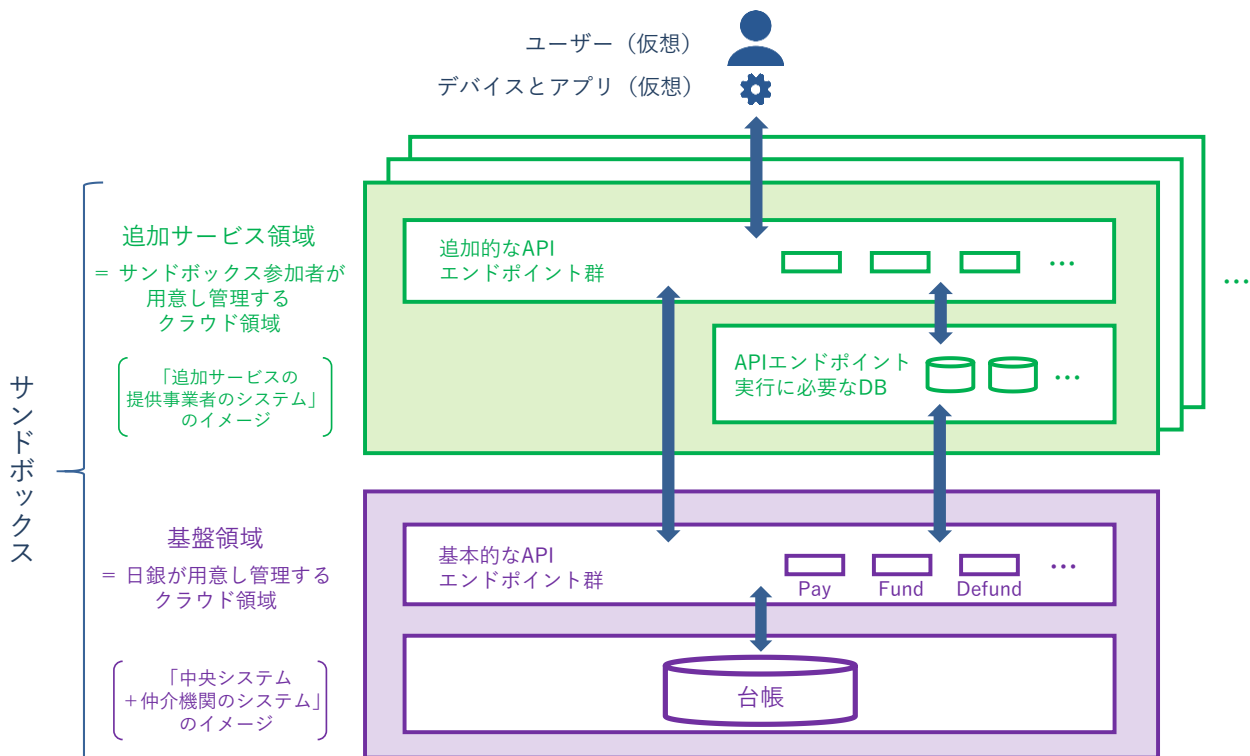 ユーザー（仮想）
デバイスとアプリ（仮想）
サンドボックス
追加サービス領域
= サンドボックス参加者が
用意し管理する
クラウド領域
「追加サービスの
提供事業者のシステム」
のイメージ
追加的なAPI
エンドポイント群
…
…
APIエンドポイント
実行に必要なDB
…
基盤領域
= 日銀が用意し管理する
クラウド領域
「中央システム
＋仲介機関のシステム」
のイメージ
基本的なAPI
エンドポイント群
…
Pay Fund Defund
台帳